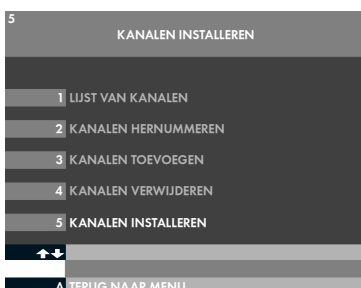 5
KANALEN INSTALLEREN
1 LIJST VAN KANALEN
2 KANALEN HERNUMMEREN
3 KANALEN TOEVOEGEN
4 KANALEN VERWIJDEREN
5 KANALEN INSTALLEREN
A TERUG NAAR MENU